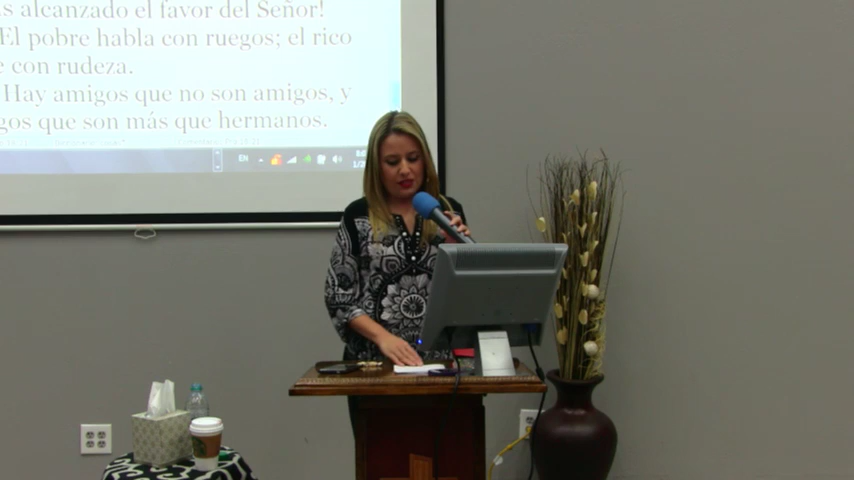 alcanzado el favor del Señor!
El pobre habla con ruegos; el rico
con rudeza.
Hay amigos que no son amigos, y
que son más que hermanos.
EN